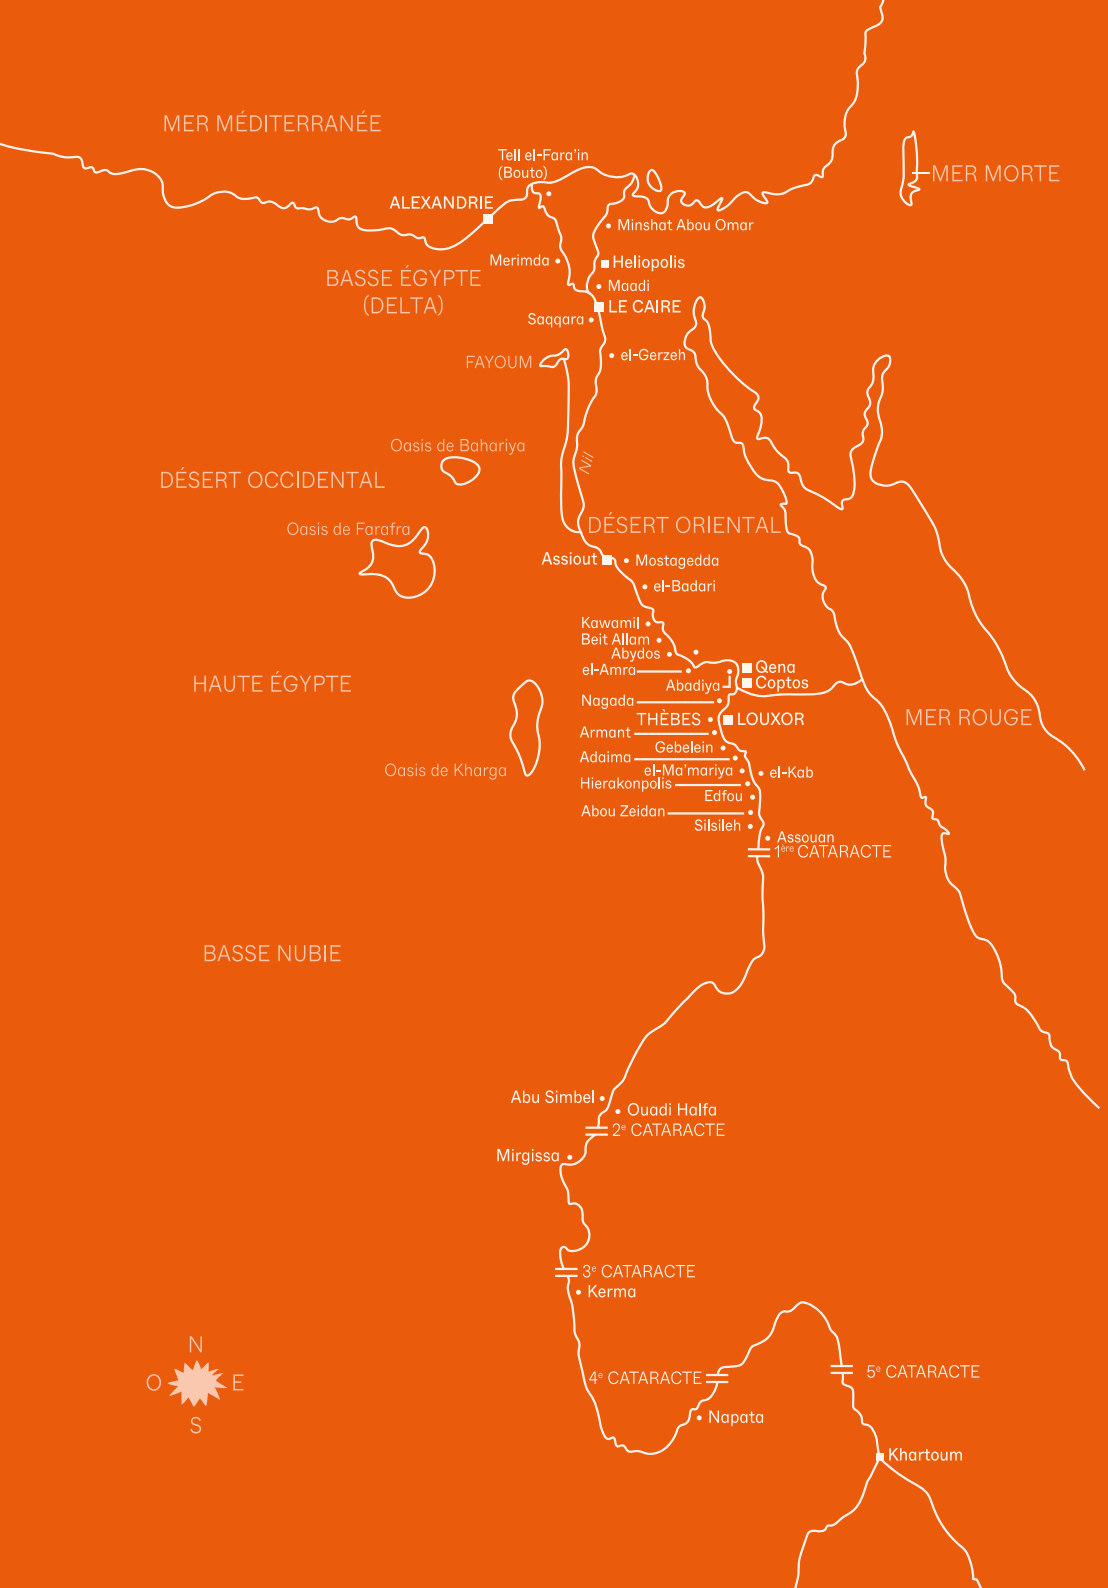 MER MÉDITERRANÉE
Tell el-Fara’in
(Bouto)
MER MORTE
ALEXANDRIE
Minshat Abou Omar
Merimda
Heliopolis
BASSE ÉGYPTE
(DELTA)
Maadi
LE CAIRE
Saqqara
el-Gerzeh
FAYOUM
Oasis de Bahariya
Nil
DÉSERT OCCIDENTAL
Oasis de Farafra
DÉSERT ORIENTAL
Assiout
Mostagedda
el-Badari
Kawamil
Beit Allam
Abydos
el-Amra
Qena
Abadiya
Coptos
HAUTE ÉGYPTE
Nagada
THÈBES
LOUXOR
MER ROUGE
Armant
Gebelein
Adaima
el-Ma’mariya
el-Kab
Oasis de Kharga
Hierakonpolis
Edfou
Abou Zeidan
Silsileh
Assouan
1ère CATARACTE
BASSE NUBIE
Abu Simbel
Ouadi Halfa
2e CATARACTE
Mirgissa
3e CATARACTE
Kerma
N
O
E
S
4e CATARACTE
5e CATARACTE
Napata
Khartoum